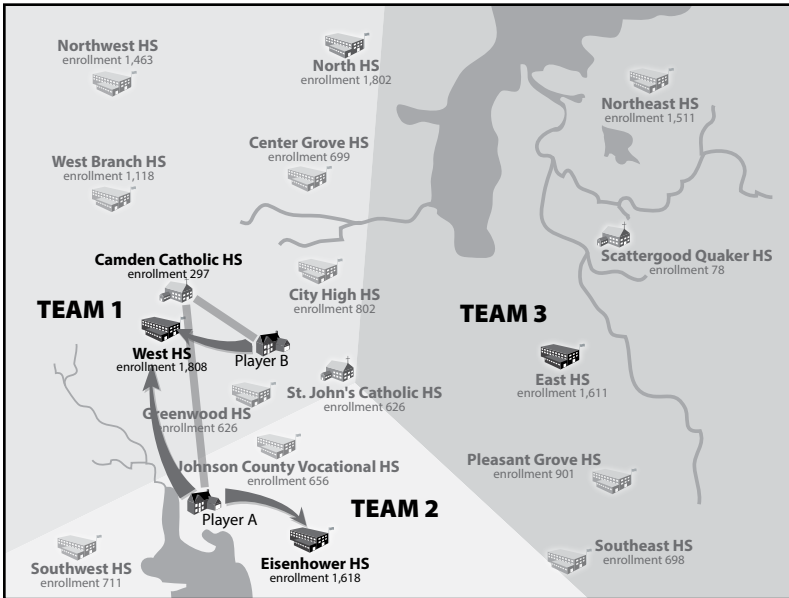 Northwest HS
enrollment 1,463
North HS
enrollment 1,802
Northeast HS
enrollment 1,511
Center Grove HS
enrollment 699
West Branch HS
enrollment 1,118
Camden Catholic HS
enrollment 297
Scattergood Quaker HS
enrollment 78
City High HS
enrollment 802
TEAM 1
TEAM 3
West HS
enrollment 1,808
Player B
East HS
enrollment 1,611
St. John's Catholic HS
enrollment 626
Greenwood HS
enrollment 626
Johnson County Vocational HS
enrollment 656
Pleasant Grove HS
enrollment 901
Player A
TEAM 2
Southwest HS
enrollment 711
Eisenhower HS
enrollment 1,618
Southeast HS
enrollment 698